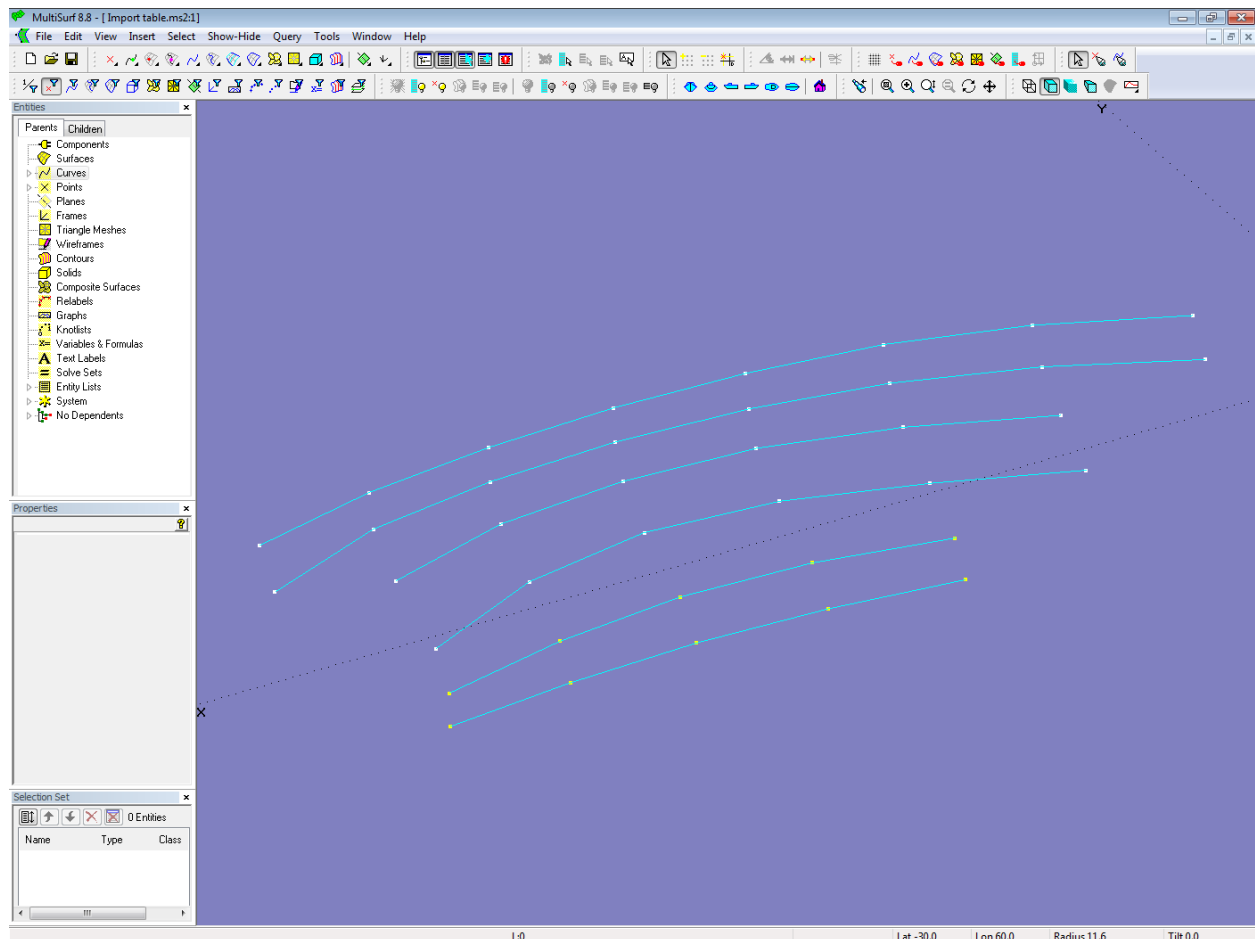 MultiSurf 8.8 - [ Import table.ms2:1]
File Edit View Insert Select Show-Hide Query Tools Window Help
Entities
Parents Children
Components
Surfaces
Curves
Points
Planes
Frames
Triangle Meshes
Wireframes
Contours
Solids
Composite Surfaces
Relabels
Graphs
Knotlists
Variables & Formulas
Text Labels
Solve Sets
Entity Lists
System
No Dependents
Y
X
Properties
Selection Set
0 Entities
Name Type Class
L:0 Lat -30.0 Lon 60.0 Radius 11.6 Tilt 0.0